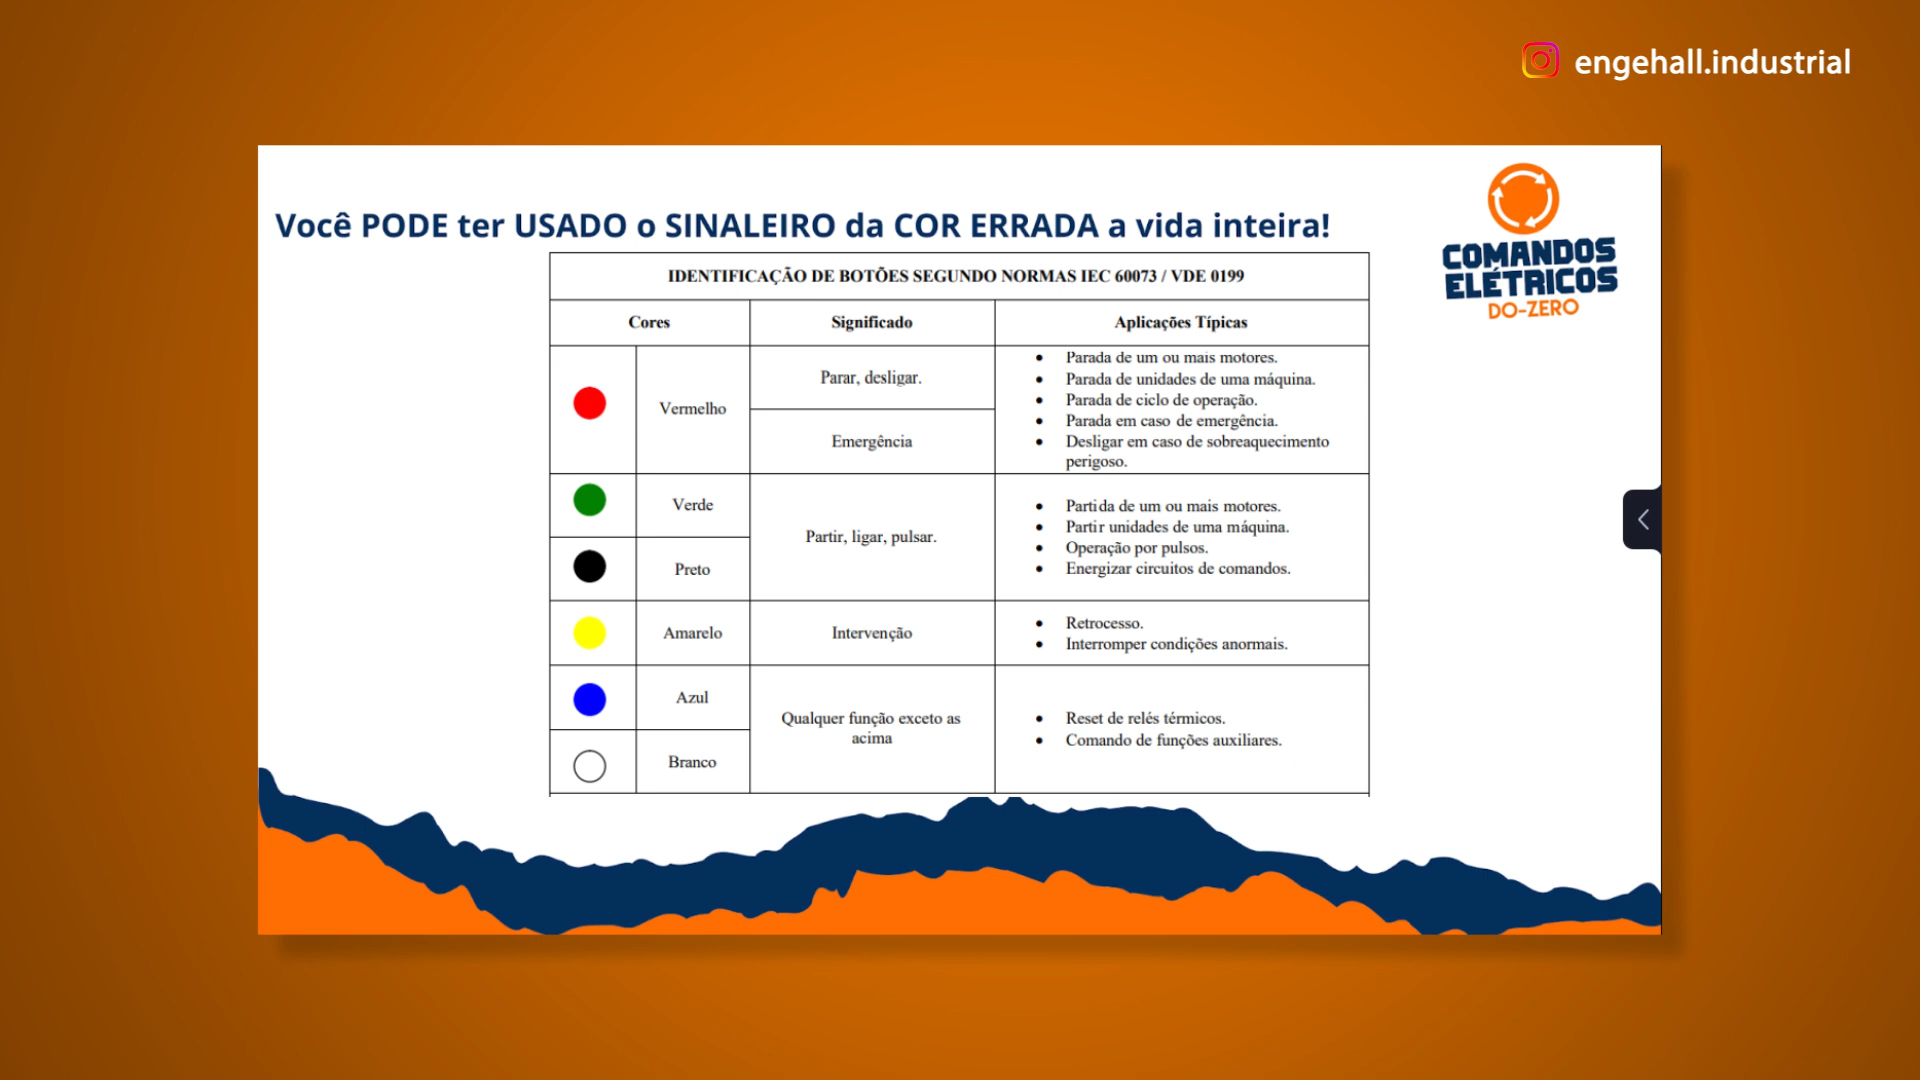 engehall.industrial
Você PODE ter USADO o SINALEIRO da COR ERRADA a vida inteira!
COMANDOS
ELÉTRICOS
DO-ZERO
IDENTIFICAÇÃO DE BOTÕES SEGUNDO NORMAS IEC 60073 / VDE 0199
Cores
Significado
Aplicações Típicas
Vermelho
Parar, desligar.
Emergência
• Parada de um ou mais motores.
• Parada de unidades de uma máquina.
• Parada de ciclo de operação.
• Parada em caso de emergência.
• Desligar em caso de sobreaquecimento
perigoso.
Verde
Preto
Partir, ligar, pulsar.
• Partida de um ou mais motores.
• Partir unidades de uma máquina.
• Operação por pulsos.
• Energizar circuitos de comandos.
Amarelo
Intervenção
• Retrocesso.
• Interromper condições anormais.
Azul
Branco
Qualquer função exceto as
acima
• Reset de relés térmicos.
• Comando de funções auxiliares.